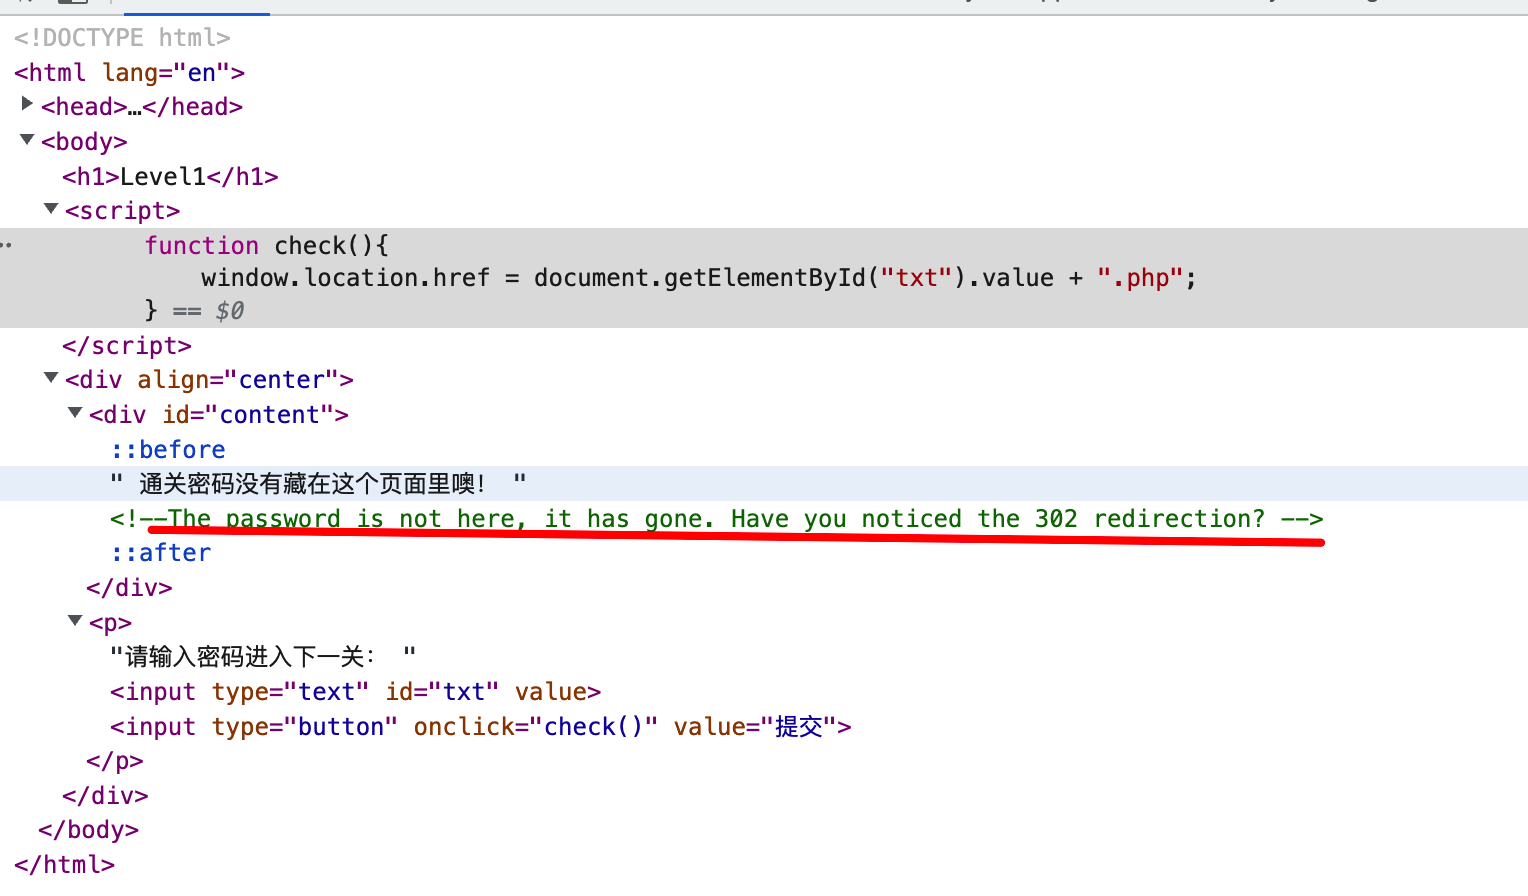 <!DOCTYPE html>
<html lang="en">
<head>…</head>
<body>
<h1>Level1</h1>
<script>
function check(){
window.location.href = document.getElementById("txt").value + ".php";
} == $0
</script>
<div align="center">
<div id="content">
::before
" 通关密码没有藏在这个页面里噢！ "
<!--The password is not here, it has gone. Have you noticed the 302 redirection? -->
::after
</div>
<p>
"请输入密码进入下一关： "
<input type="text" id="txt" value>
<input type="button" onclick="check()" value="提交">
</p>
</div>
</body>
</html>